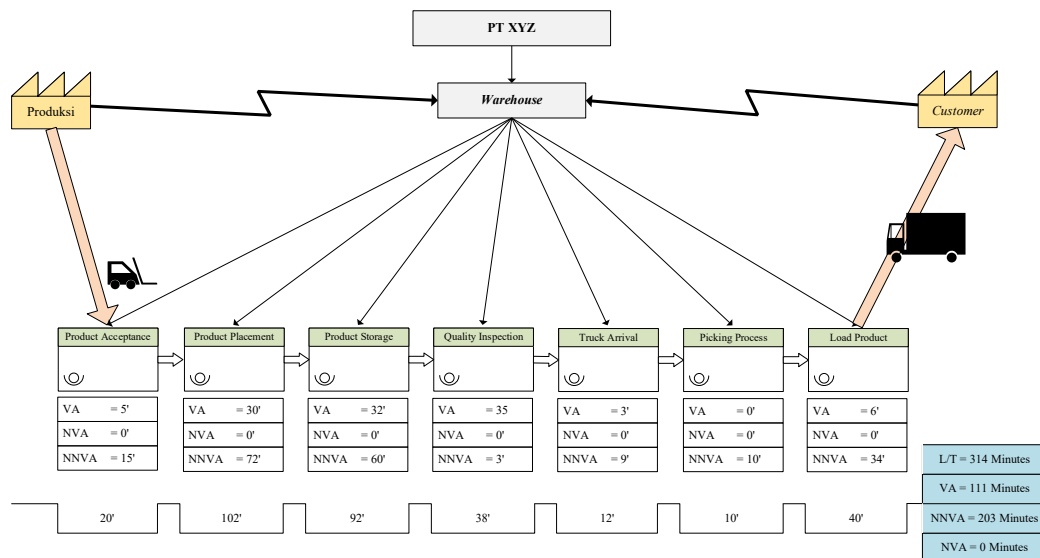 PT XYZ
Warehouse
Produksi
Customer
Product Acceptance
Product Placement
Product Storage
Quality Inspection
Truck Arrival
Picking Process
Load Product
VA = 5'
NVA = 0'
NNVA = 15'
VA = 30'
NVA = 0'
NNVA = 72'
VA = 32'
NVA = 0'
NNVA = 60'
VA = 35
NVA = 0'
NNVA = 3'
VA = 3'
NVA = 0'
NNVA = 9'
VA = 0'
NVA = 0'
NNVA = 10'
VA = 6'
NVA = 0'
NNVA = 34'
20'
102'
92'
38'
12'
10'
40'
L/T = 314 Minutes
VA = 111 Minutes
NNVA = 203 Minutes
NVA = 0 Minutes